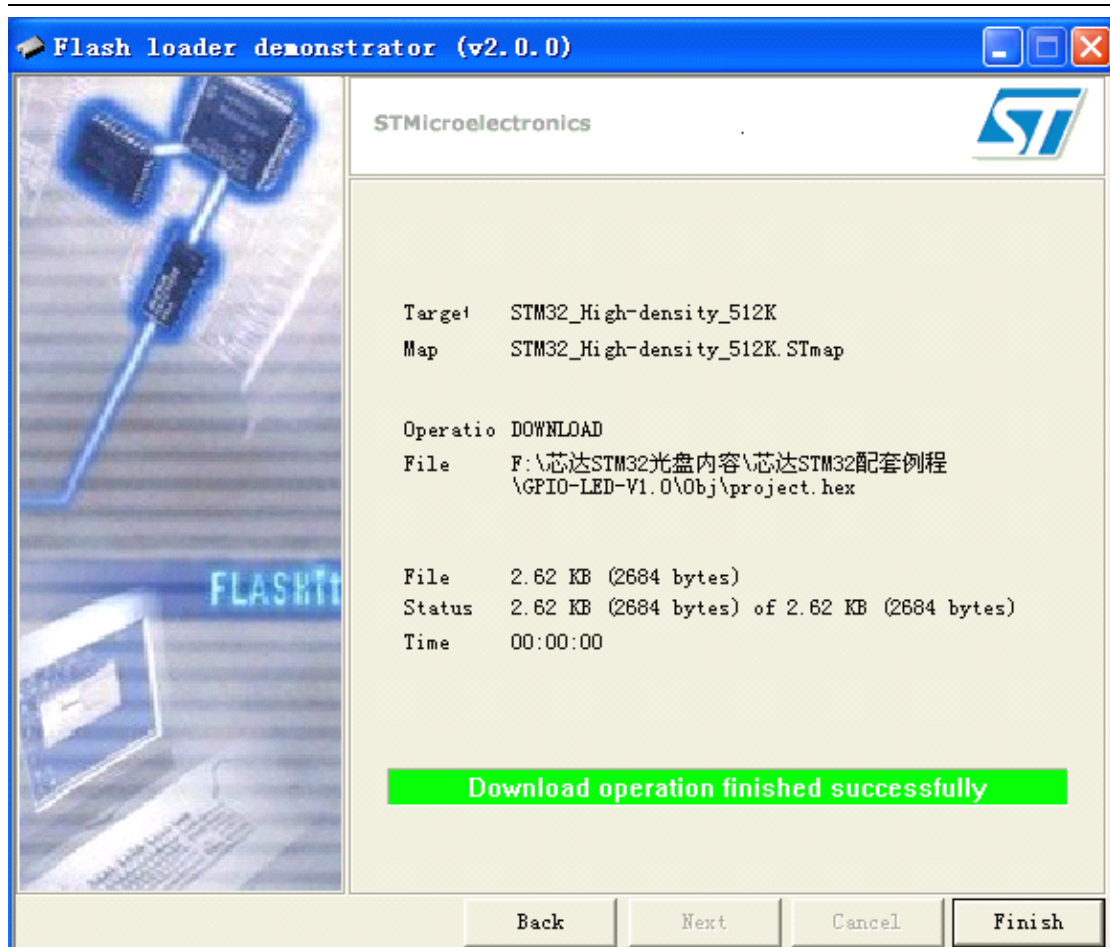 Flash loader demonstrator (v2.0.0)
STMicroelectronics
ST
Target STM32_High-density_512K
Map STM32_High-density_512K.STmap
Operatio DOWNLOAD
File F:\芯达STM32光盘内容\芯达STM32配套例程
\GPIO-LED-V1.0\Obj\project.hex
FLASHit
File 2.62 KB (2684 bytes)
Status 2.62 KB (2684 bytes) of 2.62 KB (2684 bytes)
Time 00:00:00
Download operation finished successfully
Back Next Cancel Finish